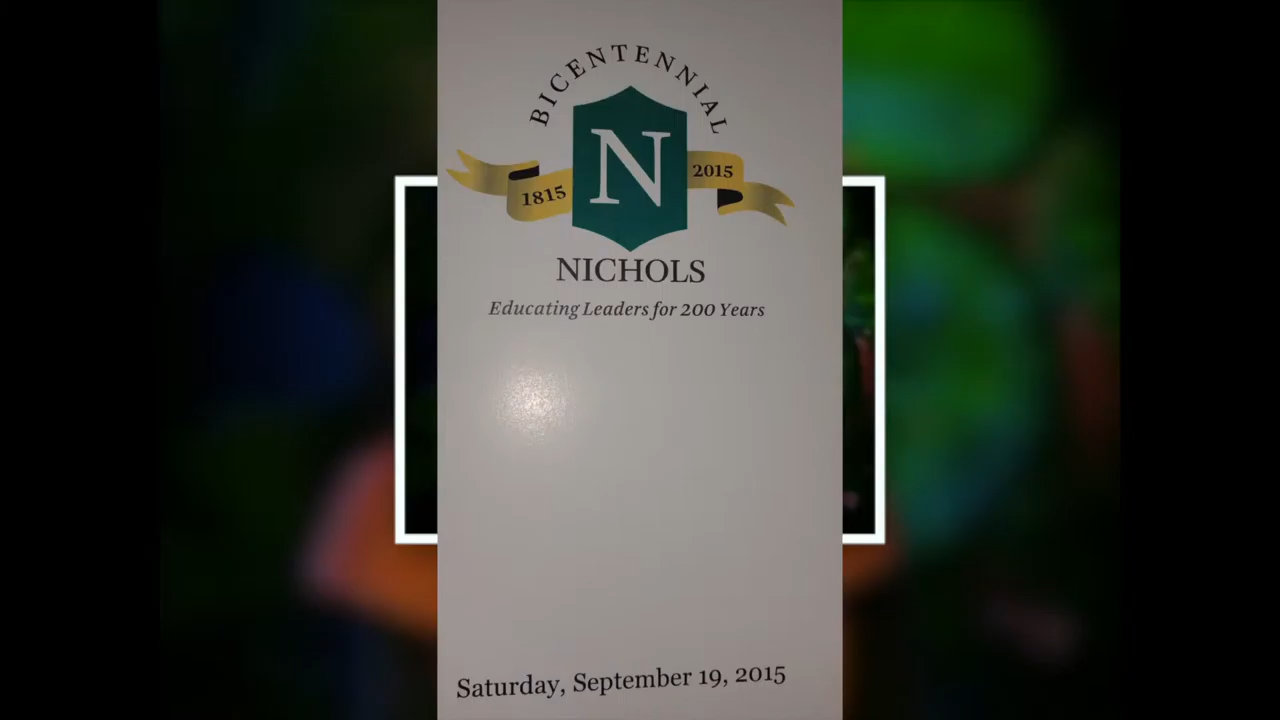 BICENTENNIAL
N
1815
2015
NICHOLS
Educating Leaders for 200 Years
Saturday, September 19, 2015